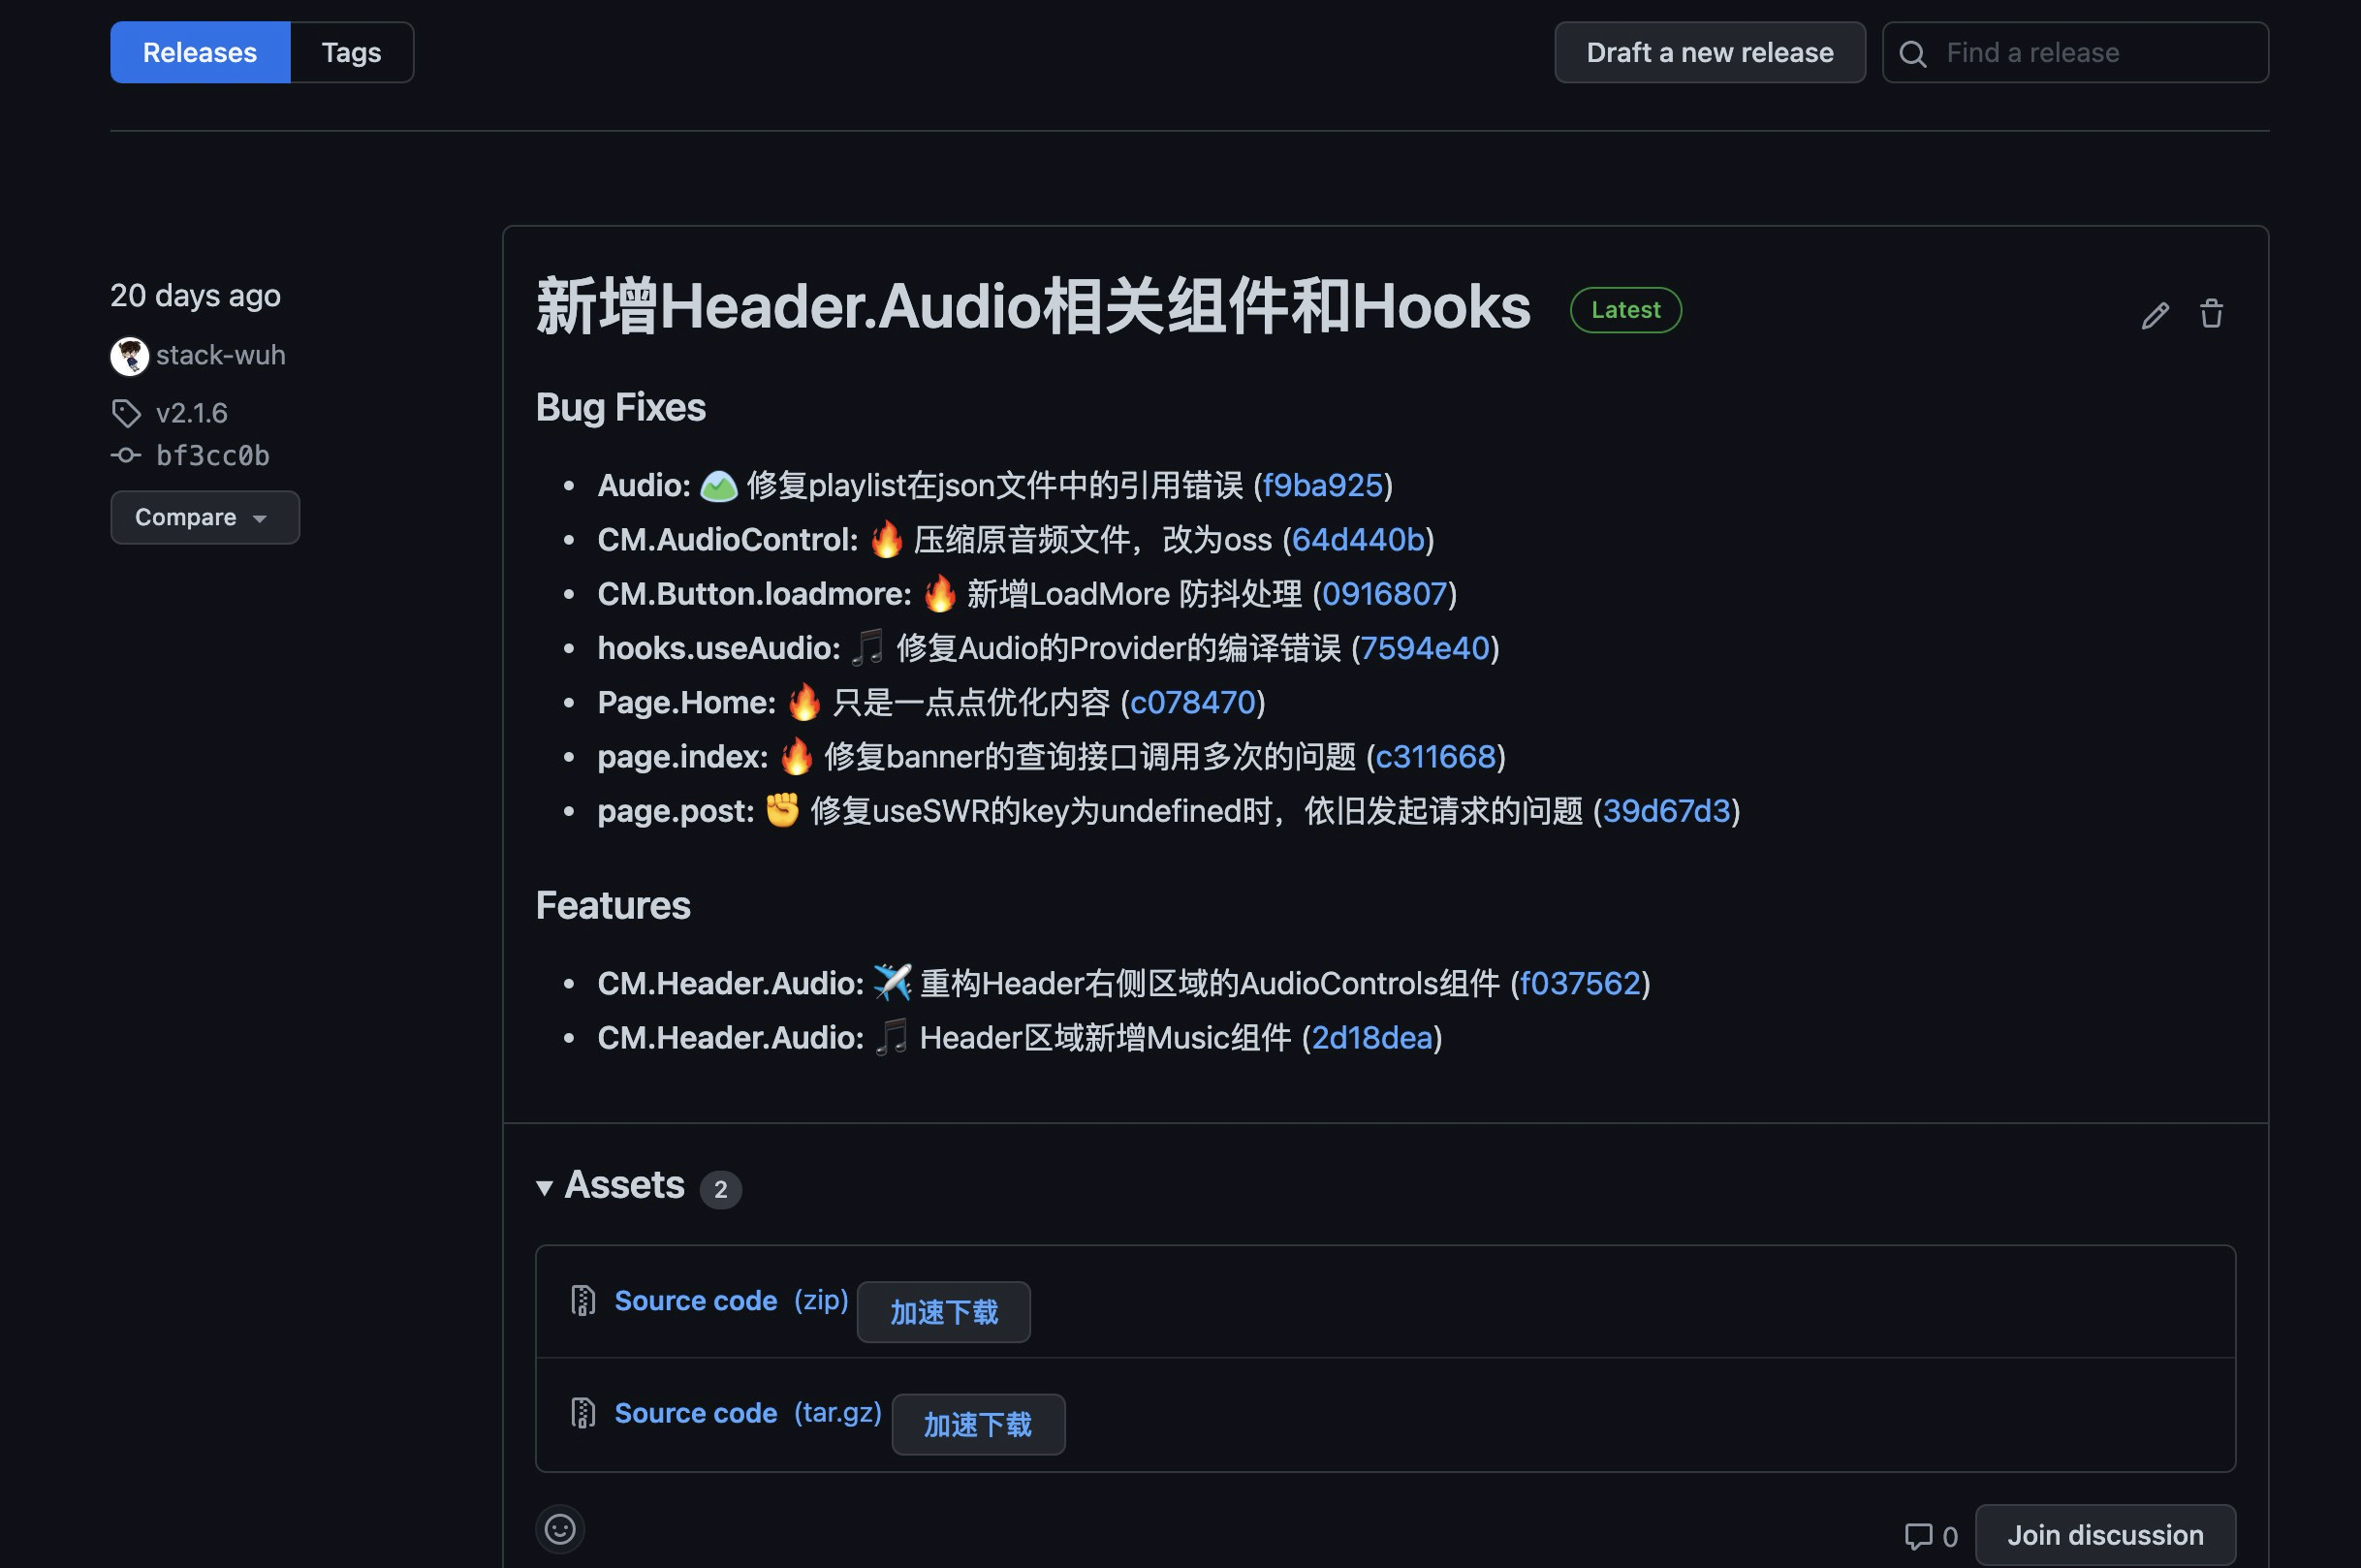 Releases
Tags
Draft a new release
Find a release
20 days ago
stack-wuh
v2.1.6
bf3cc0b
Compare
新增Header.Audio相关组件和Hooks
Latest
Bug Fixes
• Audio: 🏔 修复playlist在json文件中的引用错误 (f9ba925)
• CM.AudioControl: 🔥 压缩原音频文件，改为oss (64d440b)
• CM.Button.loadmore: 🔥 新增LoadMore 防抖处理 (0916807)
• hooks.useAudio: 🎵 修复Audio的Provider的编译错误 (7594e40)
• Page.Home: 🔥 只是一点点优化内容 (c078470)
• page.index: 🔥 修复banner的查询接口调用多次的问题 (c311668)
• page.post: ✊ 修复useSWR的key为undefined时，依旧发起请求的问题 (39d67d3)
Features
• CM.Header.Audio: ✈️ 重构Header右侧区域的AudioControls组件 (f037562)
• CM.Header.Audio: 🎵 Header区域新增Music组件 (2d18dea)
Assets 2
Source code (zip) 加速下载
Source code (tar.gz) 加速下载
0
Join discussion